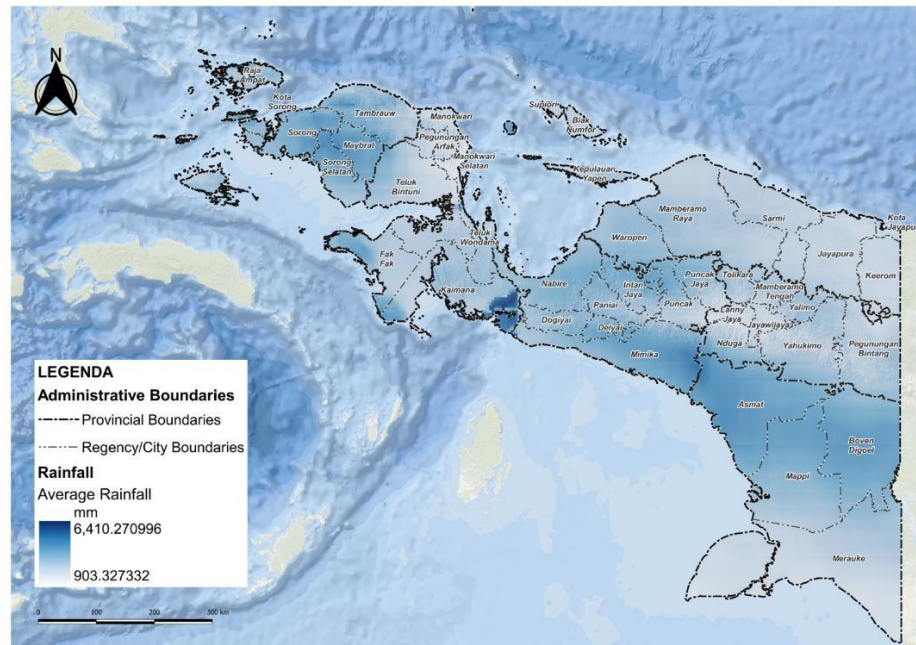 N
Raja
Ampat
Kota
Sorong
Sorong
Tambrauw
Maybrat
Sorong
Selatan
Manokwari
Pegunungan
Arfak
Manokwari
Selatan
Teluk
Bintuni
Supiori
Biak
Numfor
Kepulauan
Yapen
Fak
Fak
Teluk
Wondama
Kaimana
Mamberamo
Raya
Waropen
Sarmi
Kota
Jayapura
Jayapura
Keerom
Nabire
Intan
Jaya
Puncak
Jaya
Tolikara
Mamberamo
Tengah
Paniai
Puncak
Lanny
Jaya
Yalimo
Jayawijaya
Dogiyai
Deiyai
Nduga
Yahukimo
Pegunungan
Bintang
Mimika
Asmat
Boven
Digoel
Mappi
Merauke
LEGENDA
Administrative Boundaries
Provincial Boundaries
Regency/City Boundaries
Rainfall
Average Rainfall
mm
6,410.270996
903.327332
0 100 200 300 km